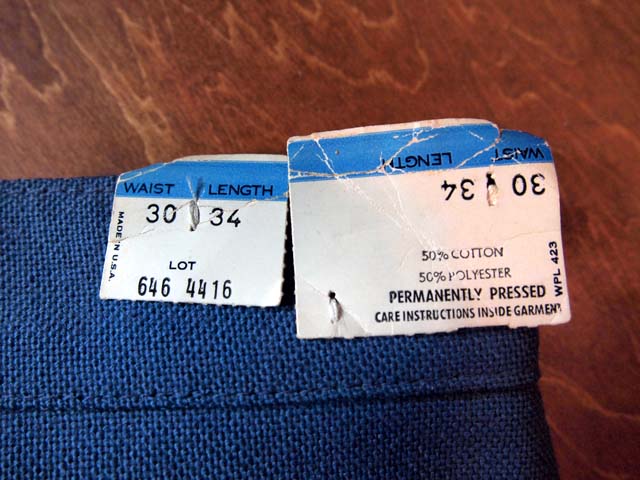 WAIST LENGTH
30 34
MADE IN U.S.A.
LOT
646 4416
WAIST LENGTH
30 34
50% COTTON
50% POLYESTER
PERMANENTLY PRESSED
CARE INSTRUCTIONS INSIDE GARMENT
WPL 423